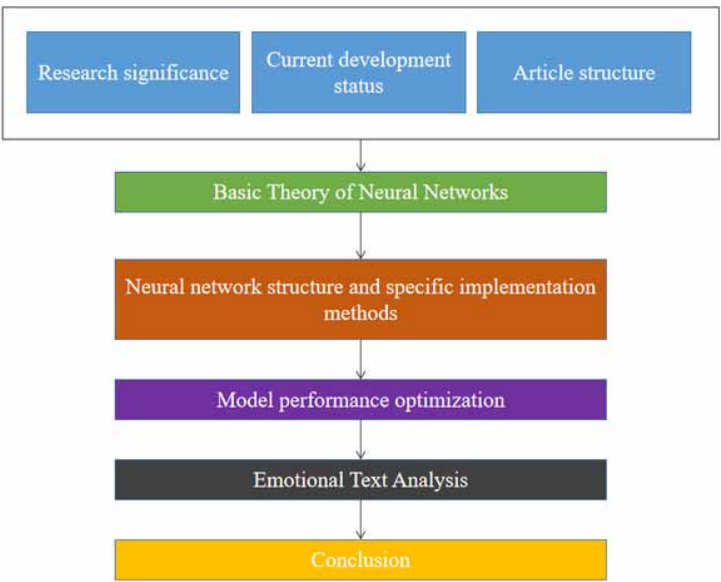 Research significance
Current development
status
Article structure
Basic Theory of Neural Networks
Neural network structure and specific implementation
methods
Model performance optimization
Emotional Text Analysis
Conclusion